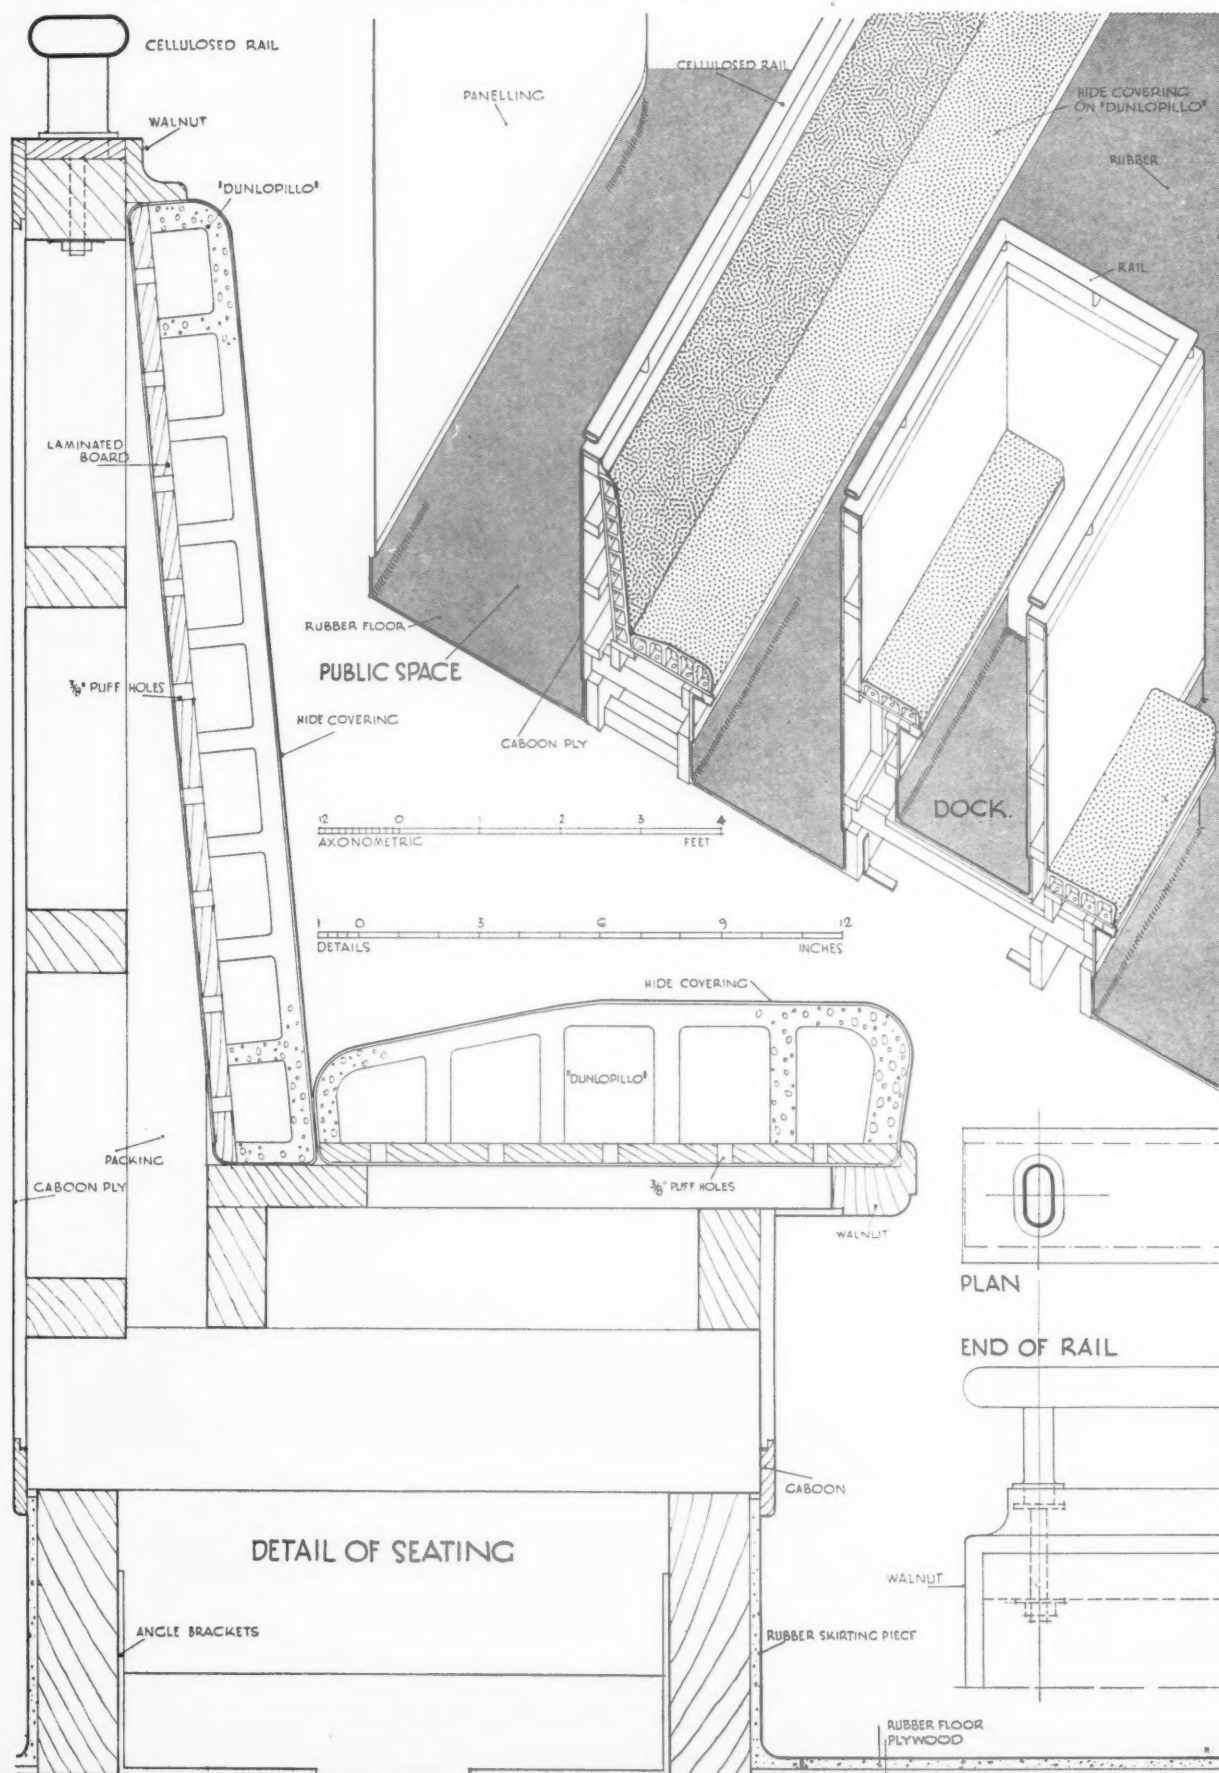 CELLULOSED RAIL
WALNUT
"DUNLOPILLO"
LAMINATED
BOARD
3/8" PUFF HOLES
HIDE COVERING
PACKING
GABOON PLY
PANELLING
CELLULOSED RAIL
HIDE COVERING
ON "DUNLOPILLO"
RUBBER
RAIL
RUBBER FLOOR
PUBLIC SPACE
GABOON PLY
DOCK.
12 0 1 2 3 4
AXONOMETRIC FEET
1 0 3 6 9 12
DETAILS INCHES
HIDE COVERING
"DUNLOPILLO"
3/8" PUFF HOLES
WALNUT
PLAN
END OF RAIL
GABOON
DETAIL OF SEATING
WALNUT
ANGLE BRACKETS
RUBBER SKIRTING PIECE
RUBBER FLOOR
PLYWOOD